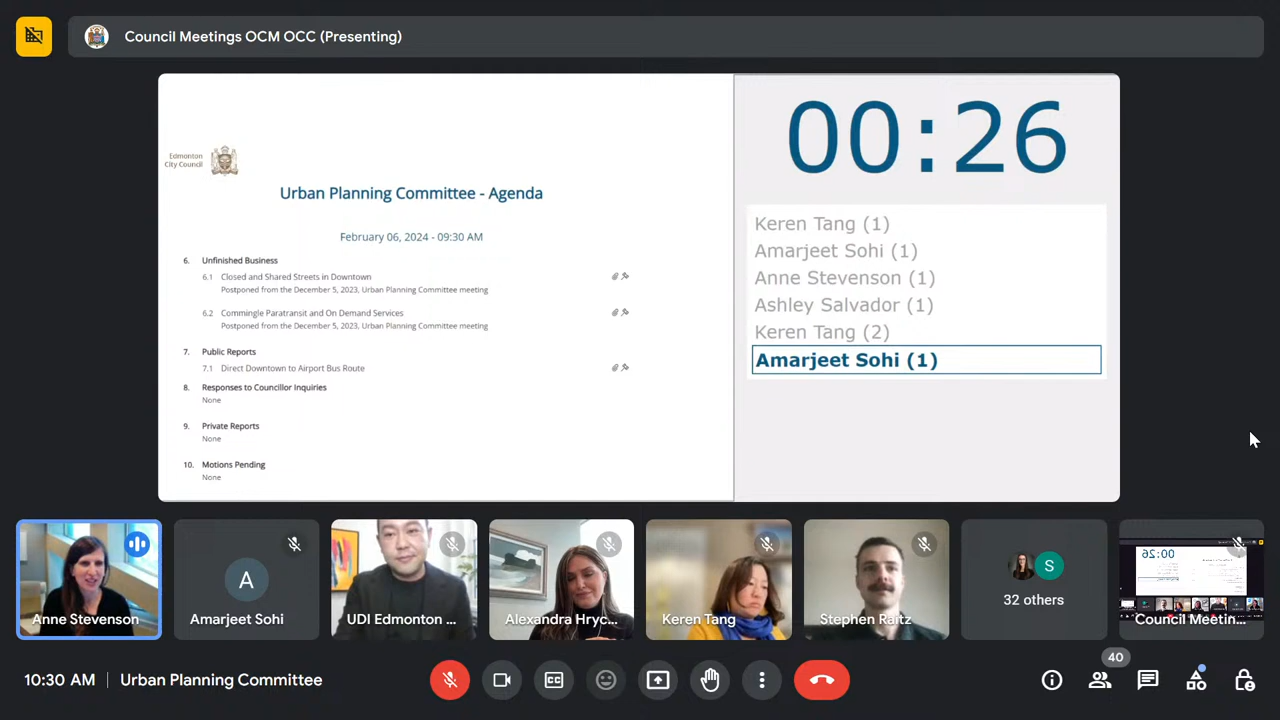 Council Meetings OCM OCC (Presenting)
Edmonton
City Council
Urban Planning Committee - Agenda
February 06, 2024 - 09:30 AM
6. Unfinished Business
6.1 Closed and Shared Streets in Downtown
Postponed from the December 5, 2023, Urban Planning Committee meeting
6.2 Commingle Paratransit and On Demand Services
Postponed from the December 5, 2023, Urban Planning Committee meeting
7. Public Reports
7.1 Direct Downtown to Airport Bus Route
8. Responses to Councillor Inquiries
None
9. Private Reports
None
10. Motions Pending
None
00:26
Keren Tang (1)
Amarjeet Sohi (1)
Anne Stevenson (1)
Ashley Salvador (1)
Keren Tang (2)
Amarjeet Sohi (1)
Anne Stevenson
A
Amarjeet Sohi
UDI Edmonton ...
Alexandra Hryc...
Keren Tang
Stephen Raitz
S
32 others
00:26
Council Meetin...
10:30 AM | Urban Planning Committee
CC
40